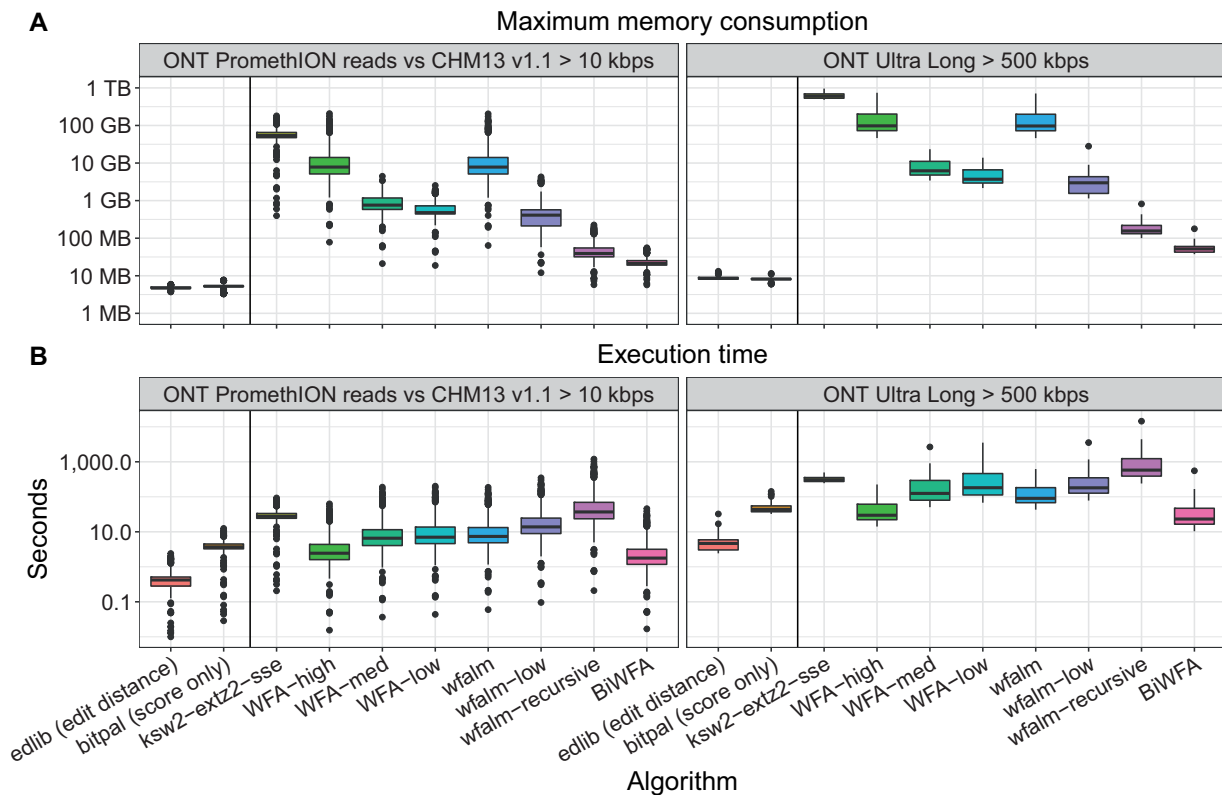 A
Maximum memory consumption
ONT PromethION reads vs CHM13 v1.1 > 10 kbps
ONT Ultra Long > 500 kbps
1 TB
100 GB
10 GB
1 GB
100 MB
10 MB
1 MB
B
Execution time
ONT PromethION reads vs CHM13 v1.1 > 10 kbps
ONT Ultra Long > 500 kbps
Seconds
1,000.0
10.0
0.1
edlib (edit distance)
bitpal (score only)
ksw2−extz2−sse
WFA−high
WFA−med
WFA−low
wfalm
wfalm−low
wfalm−recursive
BiWFA
edlib (edit distance)
bitpal (score only)
ksw2−extz2−sse
WFA−high
WFA−med
WFA−low
wfalm
wfalm−low
wfalm−recursive
BiWFA
Algorithm